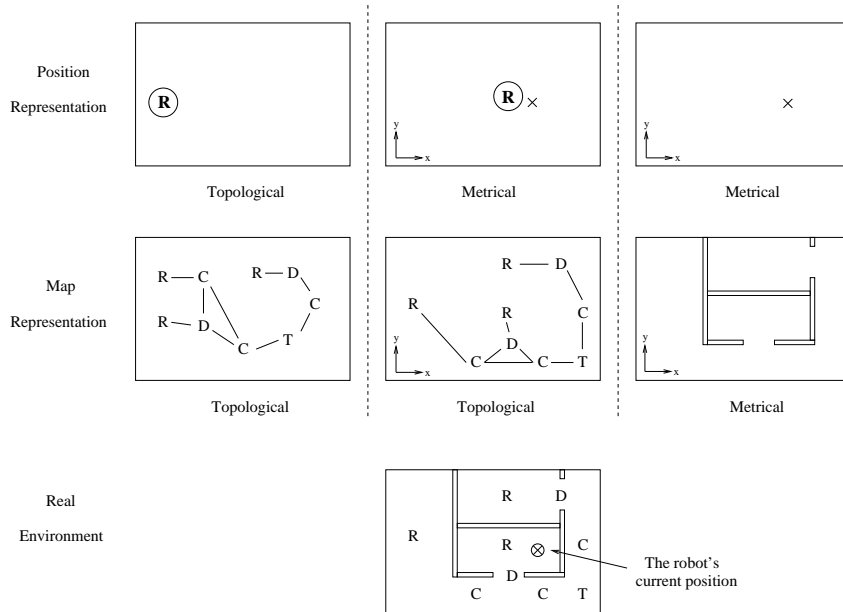 Position
Representation
R
R
y
x
y
x
Topological
Metrical
Metrical
Map
Representation
R C R D
C
R D
C T
R D
R
R
C
D
C C T
y
x
Topological
Topological
Metrical
Real
Environment
R D
R
R C
D
C C T
The robot's
current position